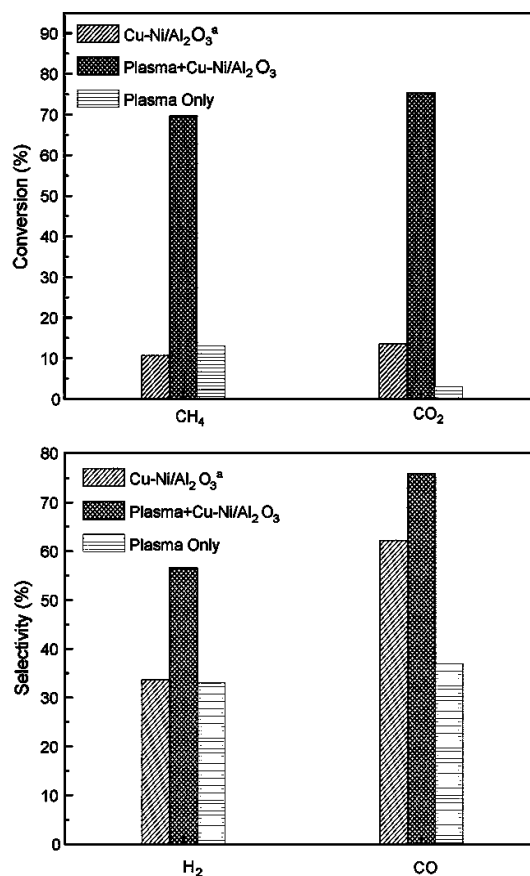 90
80
70
60
50
40
30
20
10
0
Conversion (%)
Cu-Ni/Al₂O₃ᵃ
Plasma+Cu-Ni/Al₂O₃
Plasma Only
CH₄ CO₂
80
70
60
50
40
30
20
10
0
Selectivity (%)
Cu-Ni/Al₂O₃ᵃ
Plasma+Cu-Ni/Al₂O₃
Plasma Only
H₂ CO